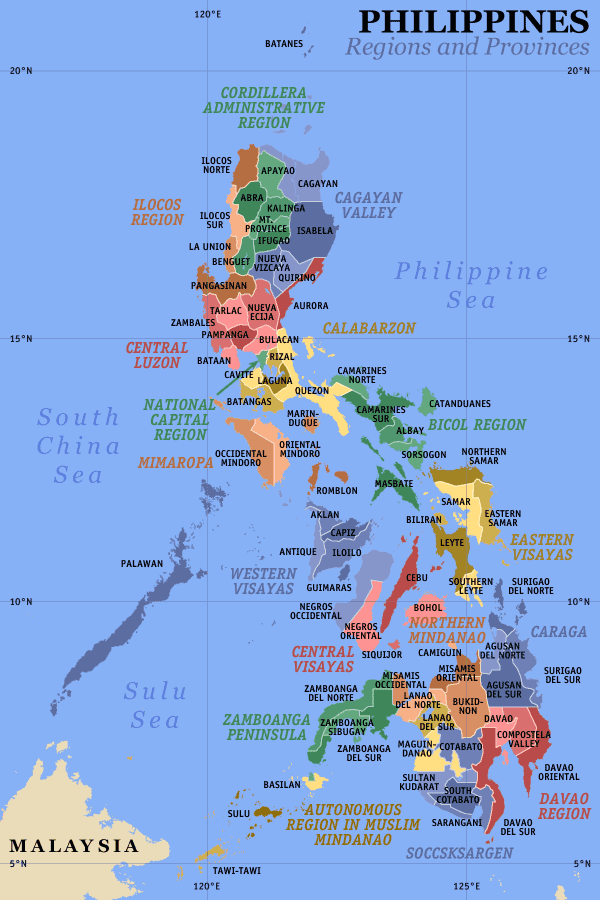 120°E
PHILIPPINES
Regions and Provinces
BATANES
20°N
20°N
CORDILLERA
ADMINISTRATIVE
REGION
ILOCOS
NORTE
APAYAO
CAGAYAN
ABRA
KALINGA
CAGAYAN
VALLEY
ILOCOS
REGION
ILOCOS
SUR
MT.
PROVINCE
ISABELA
IFUGAO
LA UNION
BENGUET
NUEVA
VIZCAYA
QUIRINO
Philippine
Sea
PANGASINAN
AURORA
TARLAC
NUEVA
ECIJA
ZAMBALES
PAMPANGA
BULACAN
CALABARZON
15°N
15°N
CENTRAL
LUZON
BATAAN
RIZAL
CAVITE
LAGUNA
QUEZON
CAMARINES
NORTE
BATANGAS
NATIONAL
CAPITAL
REGION
MARIN-
DUQUE
CAMARINES
SUR
CATANDUANES
ALBAY
BICOL REGION
South
China
Sea
MIMAROPA
OCCIDENTAL
MINDORO
ORIENTAL
MINDORO
SORSOGON
NORTHERN
SAMAR
ROMBLON
MASBATE
SAMAR
AKLAN
CAPIZ
BILIRAN
EASTERN
SAMAR
ANTIQUE
ILOILO
LEYTE
EASTERN
VISAYAS
PALAWAN
WESTERN
VISAYAS
GUIMARAS
CEBU
SOUTHERN
LEYTE
SURIGAO
DEL NORTE
10°N
10°N
NEGROS
OCCIDENTAL
BOHOL
NEGROS
ORIENTAL
NORTHERN
MINDANAO
CARAGA
CENTRAL
VISAYAS
SIQUIJOR
CAMIGUIN
AGUSAN
DEL NORTE
MISAMIS
OCCIDENTAL
MISAMIS
ORIENTAL
SURIGAO
DEL SUR
Sulu
Sea
ZAMBOANGA
DEL NORTE
LANAO
DEL NORTE
BUKID-
NON
AGUSAN
DEL SUR
ZAMBOANGA
PENINSULA
ZAMBOANGA
SIBUGAY
LANAO
DEL SUR
DAVAO
COMPOSTELA
VALLEY
ZAMBOANGA
DEL SUR
MAGUIN-
DANAO
COTABATO
DAVAO
ORIENTAL
BASILAN
SULTAN
KUDARAT
SOUTH
COTABATO
DAVAO
REGION
SULU
AUTONOMOUS
REGION IN MUSLIM
MINDANAO
SARANGANI
DAVAO
DEL SUR
MALAYSIA
SOCCSKSARGEN
5°N
5°N
TAWI-TAWI
120°E
125°E